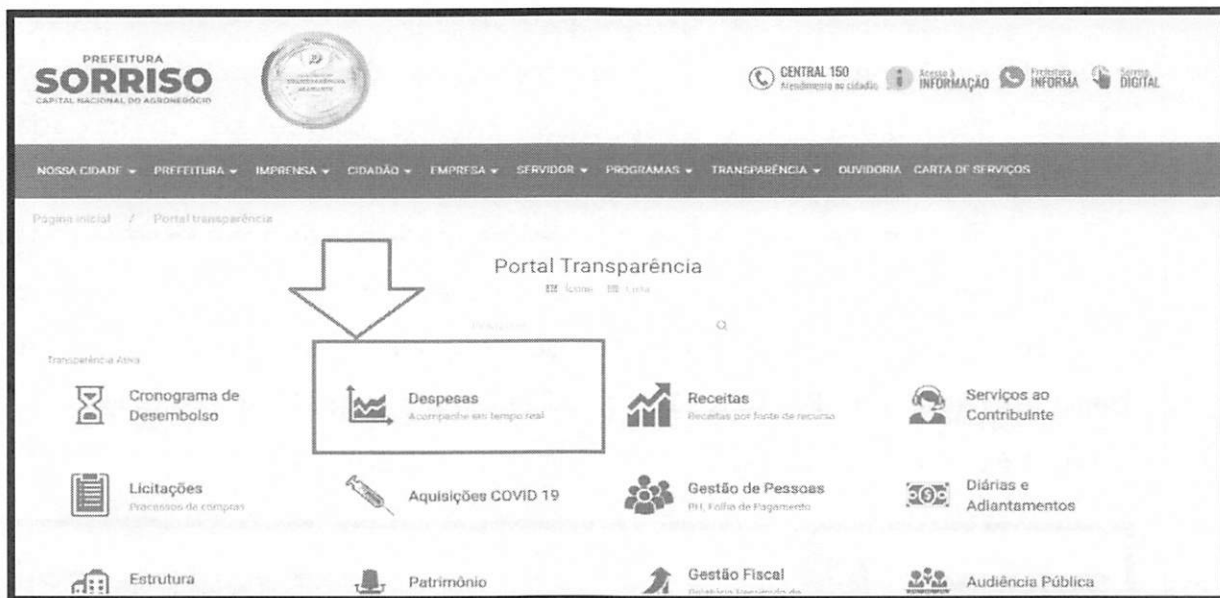 PREFEITURA
SORRISO
CAPITAL NACIONAL DO AGRONEGÓCIO
TRANSPARÊNCIA
CENTRAL 150
Atendimento ao cidadão
Acesso à
INFORMAÇÃO
Prefeitura
INFORMA
Sorriso
DIGITAL
NOSSA CIDADE PREFEITURA IMPRENSA CIDADÃO EMPRESA SERVIDOR PROGRAMAS TRANSPARÊNCIA OUVIDORIA CARTA DE SERVIÇOS
Página inicial / Portal transparência
Portal Transparência
Ícone Lista
Transparência Ativa
Cronograma de
Desembolso
Despesas
Acompanhe em tempo real
Receitas
Receitas por fonte de recurso
Serviços ao
Contribuinte
Licitações
Processos de compras
Aquisições COVID 19
Gestão de Pessoas
RH, Folha de Pagamento
Diárias e
Adiantamentos
Estrutura
Patrimônio
Gestão Fiscal
Audiência Pública